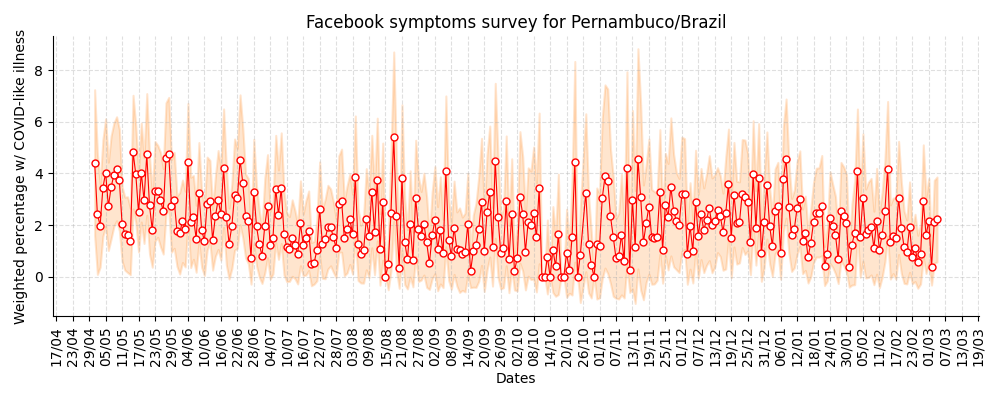 Facebook symptoms survey for Pernambuco/Brazil
Weighted percentage w/ COVID-like illness
8
6
4
2
0
17/04 23/04 29/04 05/05 11/05 17/05 23/05 29/05 04/06 10/06 16/06 22/06 28/06 04/07 10/07 16/07 22/07 28/07 03/08 09/08 15/08 21/08 27/08 02/09 08/09 14/09 20/09 26/09 02/10 08/10 14/10 20/10 26/10 01/11 07/11 13/11 19/11 25/11 01/12 07/12 13/12 19/12 25/12 31/12 06/01 12/01 18/01 24/01 30/01 05/02 11/02 17/02 23/02 01/03 07/03 13/03 19/03
Dates